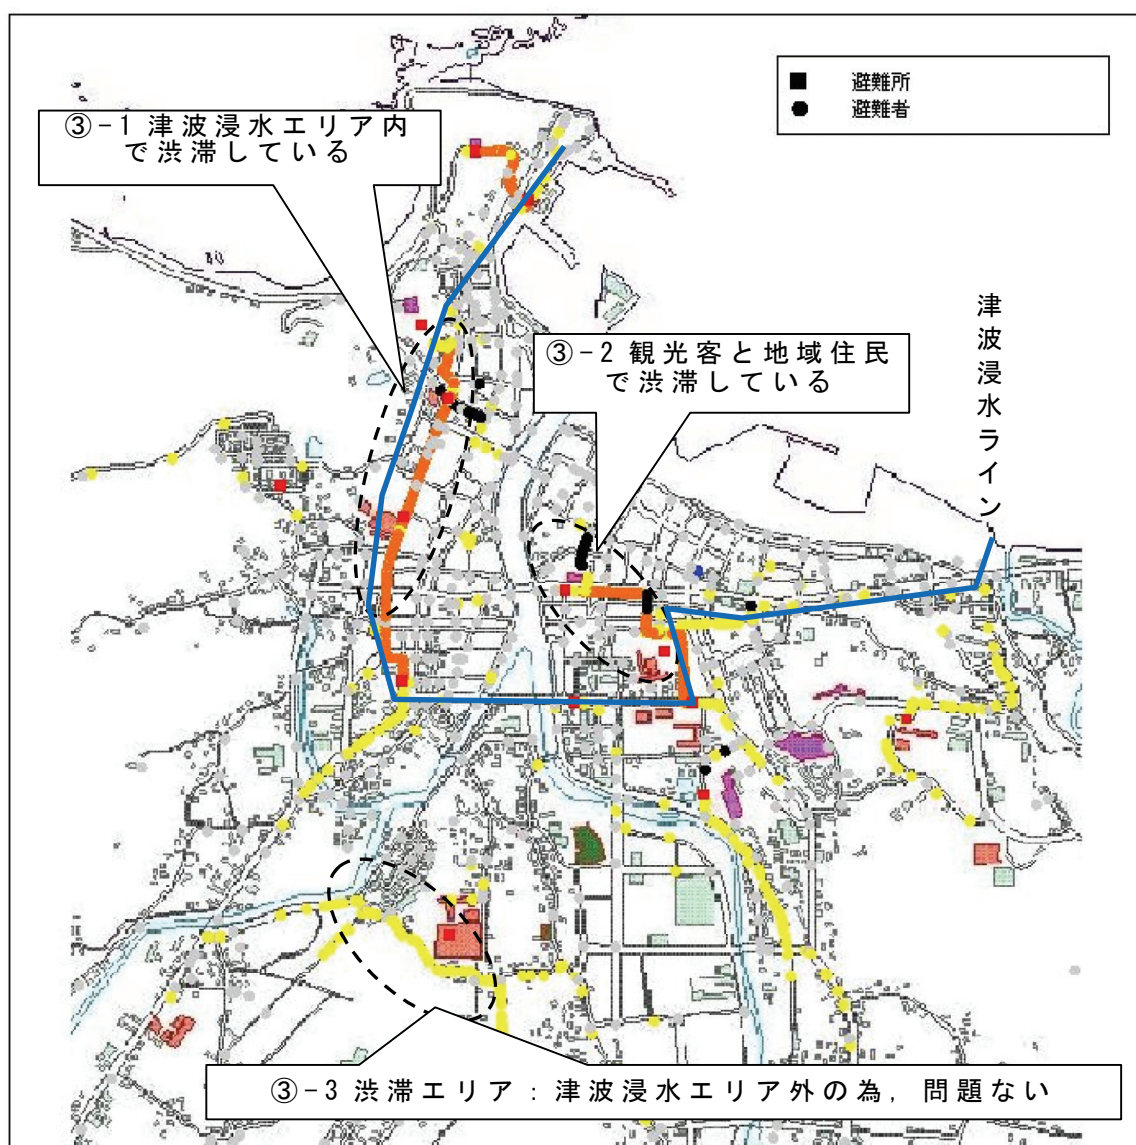 避難所
避難者
③-1 津波浸水エリア内
で渋滞している
③-2 観光客と地域住民
で渋滞している
津波浸水ライン
③-3 渋滞エリア：津波浸水エリア外の為，問題ない